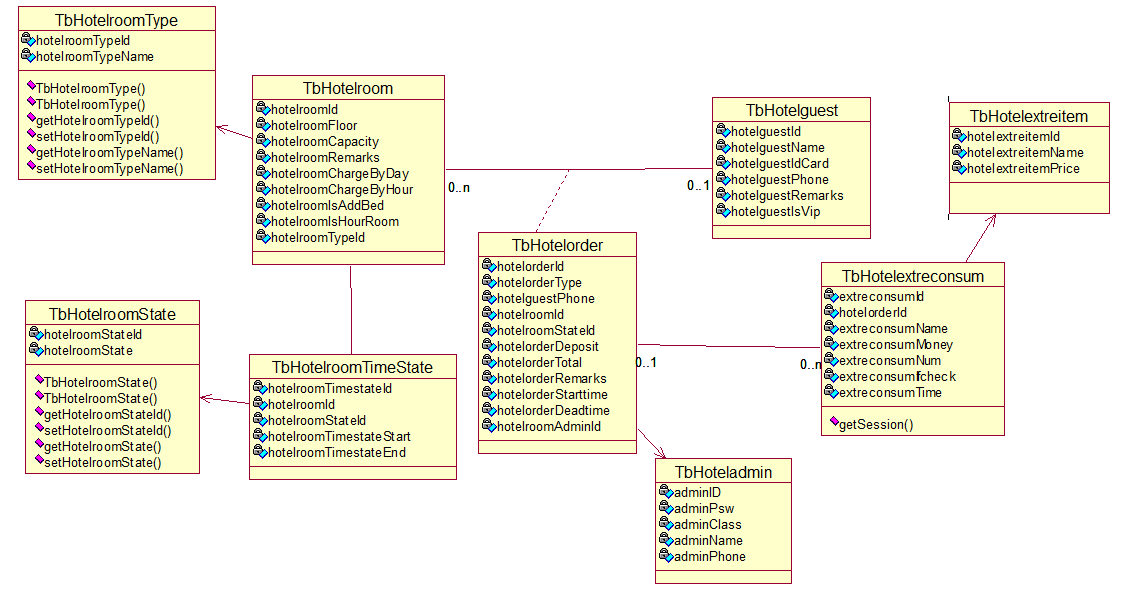 TbHotelroomType
hotelroomTypeId
hotelroomTypeName
TbHotelroomType()
TbHotelroomType()
getHotelroomTypeId()
setHotelroomTypeId()
getHotelroomTypeName()
setHotelroomTypeName()
TbHotelroom
hotelroomId
hotelroomFloor
hotelroomCapacity
hotelroomRemarks
hotelroomChargeByDay
hotelroomChargeByHour
hotelroomIsAddBed
hotelroomIsHourRoom
hotelroomTypeId
0..n
0..1
TbHotelguest
hotelguestId
hotelguestName
hotelguestIdCard
hotelguestPhone
hotelguestRemarks
hotelguestIsVip
TbHotelextreitem
hotelextreitemId
hotelextreitemName
hotelextreitemPrice
TbHotelorder
hotelorderId
hotelorderType
hotelguestPhone
hotelroomId
hotelroomStateId
hotelorderDeposit
hotelorderTotal
hotelorderRemarks
hotelorderStarttime
hotelorderDeadtime
hotelroomAdminId
0..1
0..n
TbHotelextreconsum
extreconsumId
hotelorderId
extreconsumName
extreconsumMoney
extreconsumNum
extreconsumIfcheck
extreconsumTime
getSession()
TbHotelroomState
hotelroomStateId
hotelroomState
TbHotelroomState()
TbHotelroomState()
getHotelroomStateId()
setHotelroomStateId()
getHotelroomState()
setHotelroomState()
TbHotelroomTimeState
hotelroomTimestateId
hotelroomId
hotelroomStateId
hotelroomTimestateStart
hotelroomTimestateEnd
TbHoteladmin
adminID
adminPsw
adminClass
adminName
adminPhone